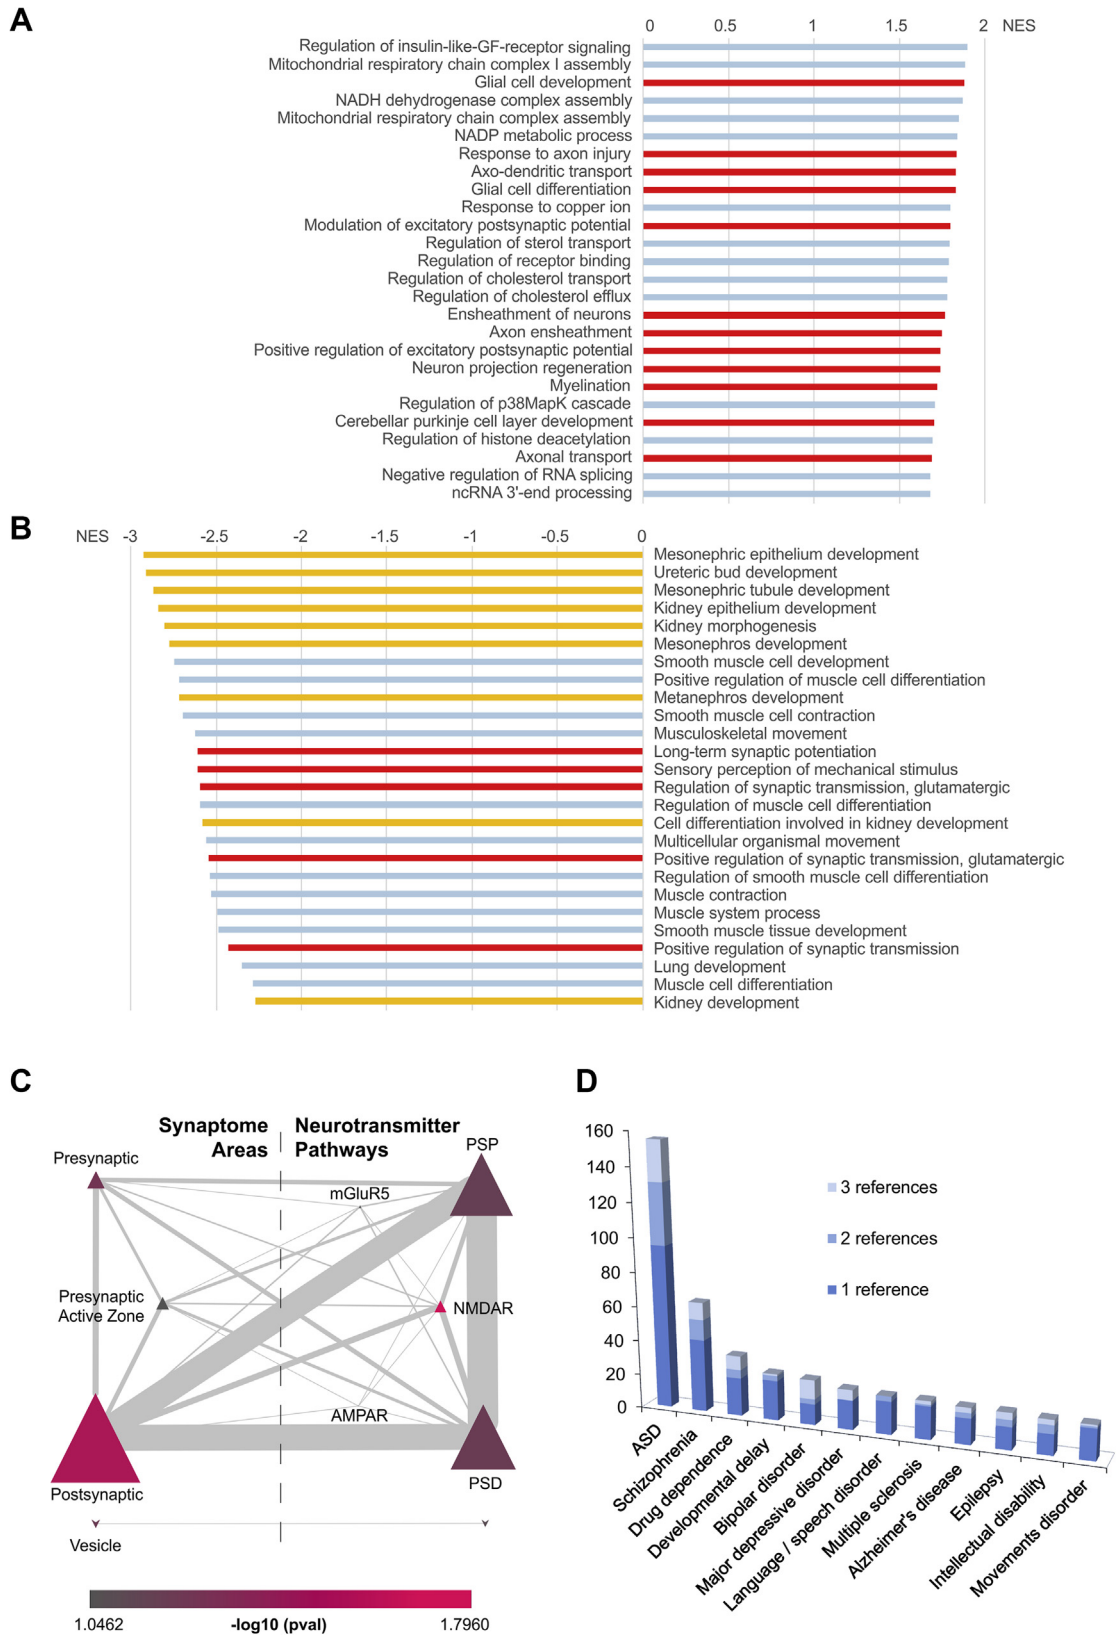 A
0 0.5 1 1.5 2 NES
Regulation of insulin-like-GF-receptor signaling
Mitochondrial respiratory chain complex I assembly
Glial cell development
NADH dehydrogenase complex assembly
Mitochondrial respiratory chain complex assembly
NADP metabolic process
Response to axon injury
Axo-dendritic transport
Glial cell differentiation
Response to copper ion
Modulation of excitatory postsynaptic potential
Regulation of sterol transport
Regulation of receptor binding
Regulation of cholesterol transport
Regulation of cholesterol efflux
Ensheathment of neurons
Axon ensheathment
Positive regulation of excitatory postsynaptic potential
Neuron projection regeneration
Myelination
Regulation of p38MapK cascade
Cerebellar purkinje cell layer development
Regulation of histone deacetylation
Axonal transport
Negative regulation of RNA splicing
ncRNA 3'-end processing
B
NES -3 -2.5 -2 -1.5 -1 -0.5 0
Mesonephric epithelium development
Ureteric bud development
Mesonephric tubule development
Kidney epithelium development
Kidney morphogenesis
Mesonephros development
Smooth muscle cell development
Positive regulation of muscle cell differentiation
Metanephros development
Smooth muscle cell contraction
Musculoskeletal movement
Long-term synaptic potentiation
Sensory perception of mechanical stimulus
Regulation of synaptic transmission, glutamatergic
Regulation of muscle cell differentiation
Cell differentiation involved in kidney development
Multicellular organismal movement
Positive regulation of synaptic transmission, glutamatergic
Regulation of smooth muscle cell differentiation
Muscle contraction
Muscle system process
Smooth muscle tissue development
Positive regulation of synaptic transmission
Lung development
Muscle cell differentiation
Kidney development
C
Synaptome
Areas
Neurotransmitter
Pathways
Presynaptic
PSP
mGluR5
Presynaptic
Active Zone
NMDAR
AMPAR
Postsynaptic
PSD
Vesicle
1.0462 -log10 (pval) 1.7960
D
160
140
120
100
80
60
40
20
0
3 references
2 references
1 reference
ASD
Schizophrenia
Drug dependence
Developmental delay
Bipolar disorder
Major depressive disorder
Language / speech disorder
Multiple sclerosis
Alzheimer's disease
Epilepsy
Intellectual disability
Movements disorder